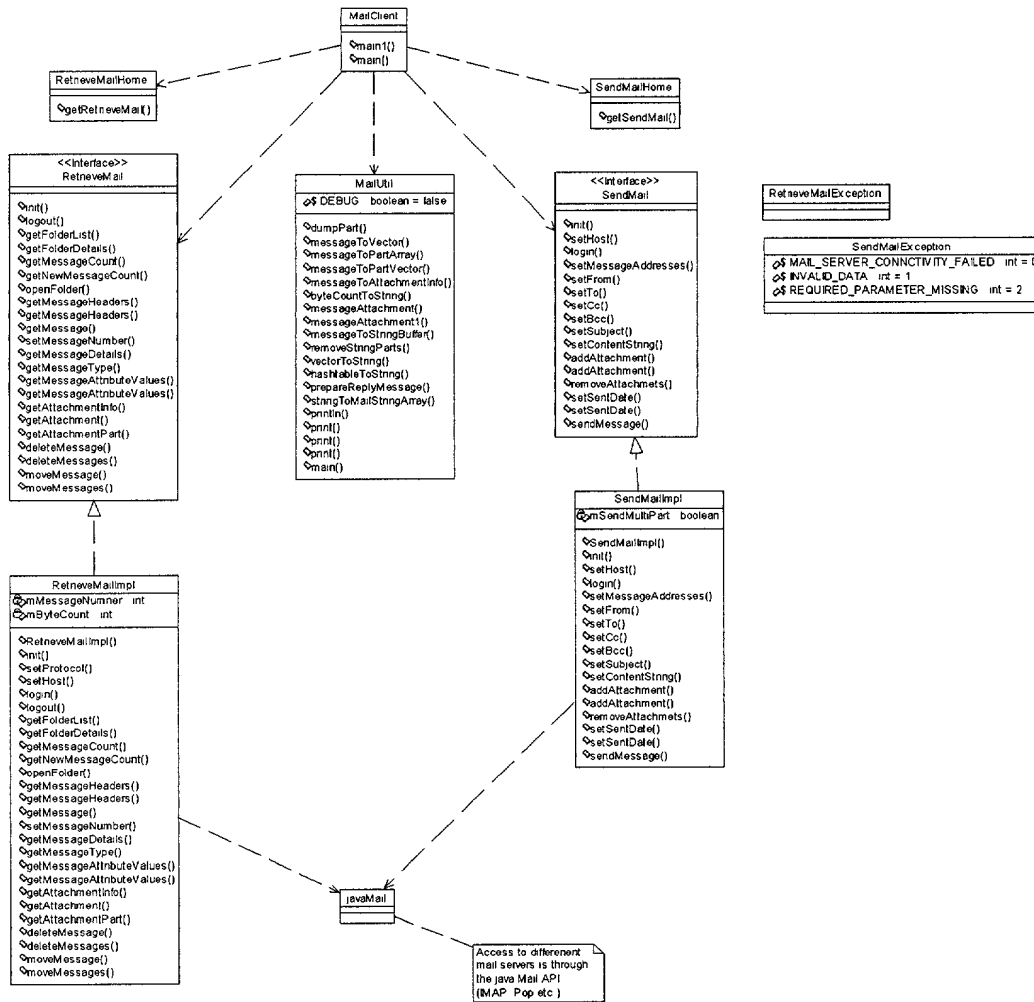 MailClient
main1()
main()
RetrieveMailHome
getRetrieveMail()
SendMailHome
getSendMail()
<<Interface>>
RetrieveMail
init()
logout()
getFolderList()
getFolderDetails()
getMessageCount()
getNewMessageCount()
openFolder()
getMessageHeaders()
getMessageHeaders()
getMessage()
setMessageNumber()
getMessageDetails()
getMessageType()
getMessageAttributeValues()
getMessageAttributeValues()
getAttachmentInfo()
getAttachment()
getAttachmentPart()
deleteMessage()
deleteMessages()
moveMessage()
moveMessages()
MailUtil
$ DEBUG boolean = false
dumpPart()
messageToVector()
messageToPartArray()
messageToPartVector()
messageToAttachmentInfo()
byteCountToString()
messageAttachment()
messageAttachment1()
messageToStringBuffer()
removeStringParts()
vectorToString()
hashtableToString()
prepareReplyMessage()
stringToMailStringArray()
println()
print()
print()
print()
main()
<<Interface>>
SendMail
init()
setHost()
login()
setMessageAddresses()
setFrom()
setTo()
setCc()
setBcc()
setSubject()
setContentString()
addAttachment()
addAttachment()
removeAttachmets()
setSentDate()
setSentDate()
sendMessage()
RetrieveMailException
SendMailException
$ MAIL_SERVER_CONNCTIVITY_FAILED int = 0
$ INVALID_DATA int = 1
$ REQUIRED_PARAMETER_MISSING int = 2
RetrieveMailImpl
mMessageNumner int
mByteCount int
RetrieveMailImpl()
init()
setProtocol()
setHost()
login()
logout()
getFolderList()
getFolderDetails()
getMessageCount()
getNewMessageCount()
openFolder()
getMessageHeaders()
getMessageHeaders()
getMessage()
setMessageNumber()
getMessageDetails()
getMessageType()
getMessageAttributeValues()
getMessageAttributeValues()
getAttachmentInfo()
getAttachment()
getAttachmentPart()
deleteMessage()
deleteMessages()
moveMessage()
moveMessages()
SendMailImpl
mSendMultiPart boolean
SendMailImpl()
init()
setHost()
login()
setMessageAddresses()
setFrom()
setTo()
setCc()
setBcc()
setSubject()
setContentString()
addAttachment()
addAttachment()
removeAttachmets()
setSentDate()
setSentDate()
sendMessage()
javaMail
Access to differenent
mail servers is through
the java Mail API
(IMAP Pop etc )